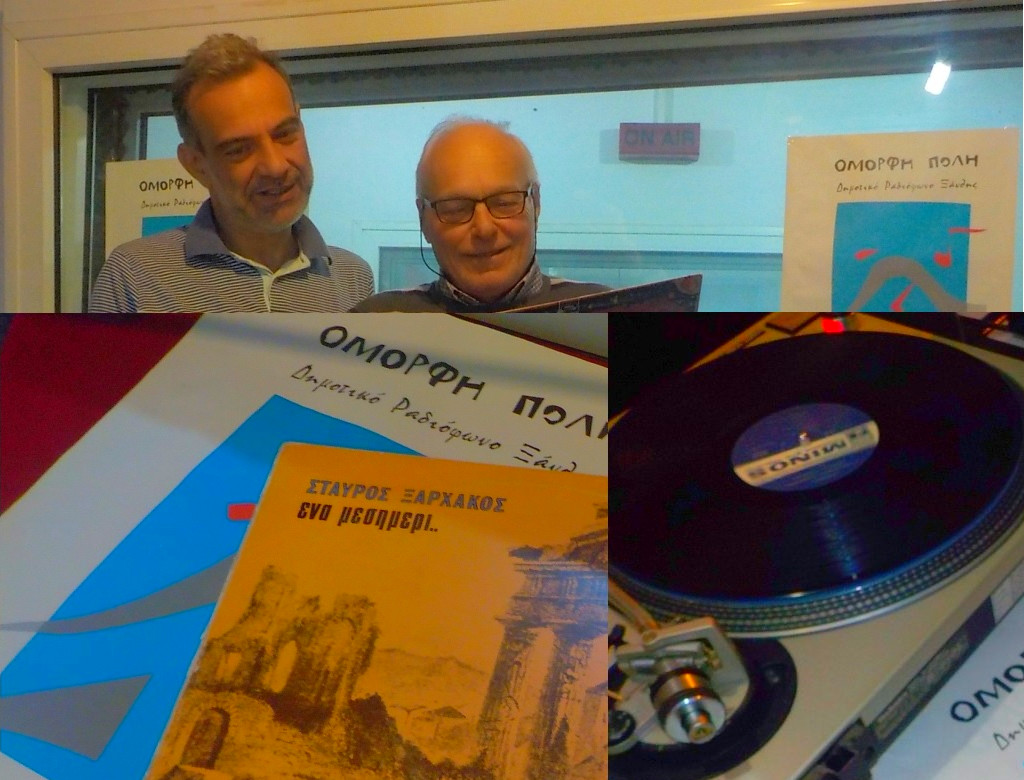 ON AIR
ΟΜΟΡΦΗ
Δημοτικό
ΟΜΟΡΦΗ ΠΟΛΗ
Δημοτικό Ραδιόφωνο Ξάνθης
ΟΜΟΡΦΗ ΠΟΛ
Δημοτικό Ραδιόφωνο Ξάνθ
ΣΤΑΥΡΟΣ ΞΑΡΧΑΚΟΣ
ενα μεσημερι..
MINOS
ΟΜΟ